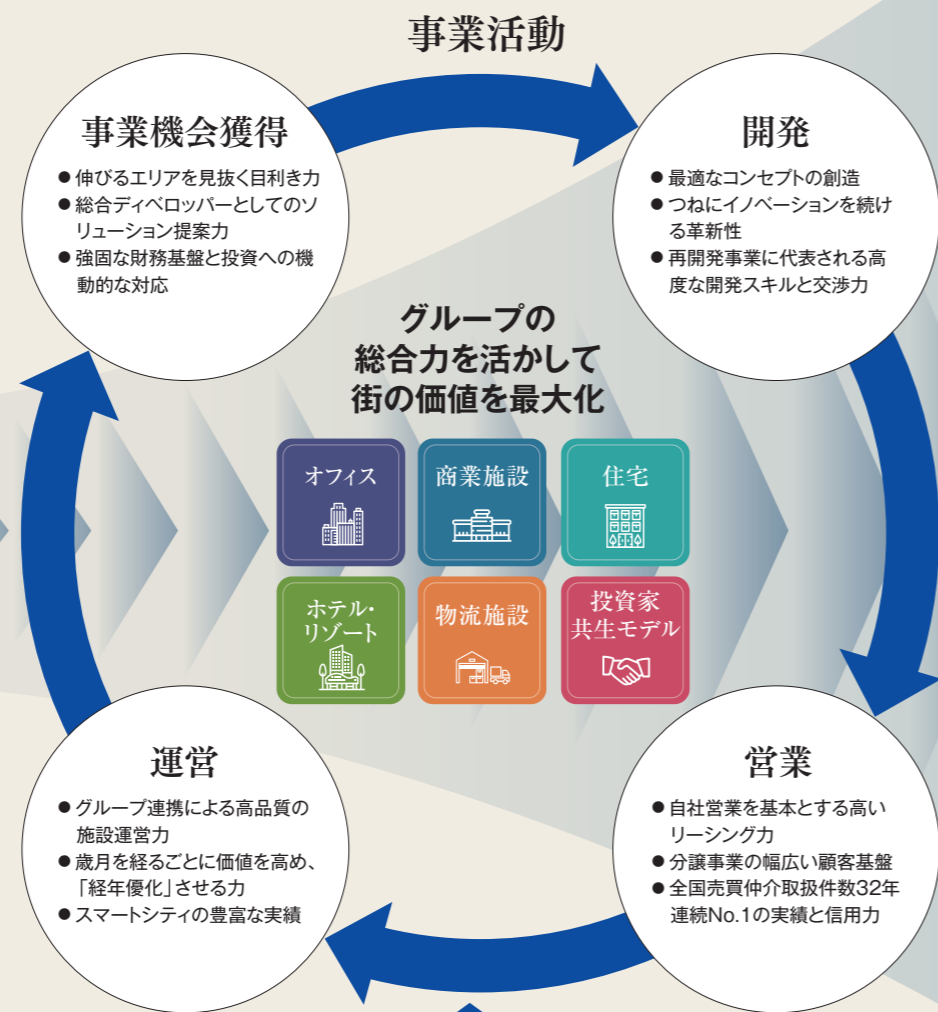 事業活動
事業機会獲得
● 伸びるエリアを見抜く目利き力
● 総合ディベロッパーとしてのソ
リューション提案力
● 強固な財務基盤と投資への機
動的な対応
開発
● 最適なコンセプトの創造
● つねにイノベーションを続け
る革新性
● 再開発事業に代表される高
度な開発スキルと交渉力
グループの
総合力を活かして
街の価値を最大化
オフィス
商業施設
住宅
ホテル・
リゾート
物流施設
投資家
共生モデル
運営
● グループ連携による高品質の
施設運営力
● 歳月を経るごとに価値を高め、
「経年優化」させる力
● スマートシティの豊富な実績
営業
● 自社営業を基本とする高い
リーシング力
● 分譲事業の幅広い顧客基盤
● 全国売買仲介取扱件数32年
連続No.1の実績と信用力